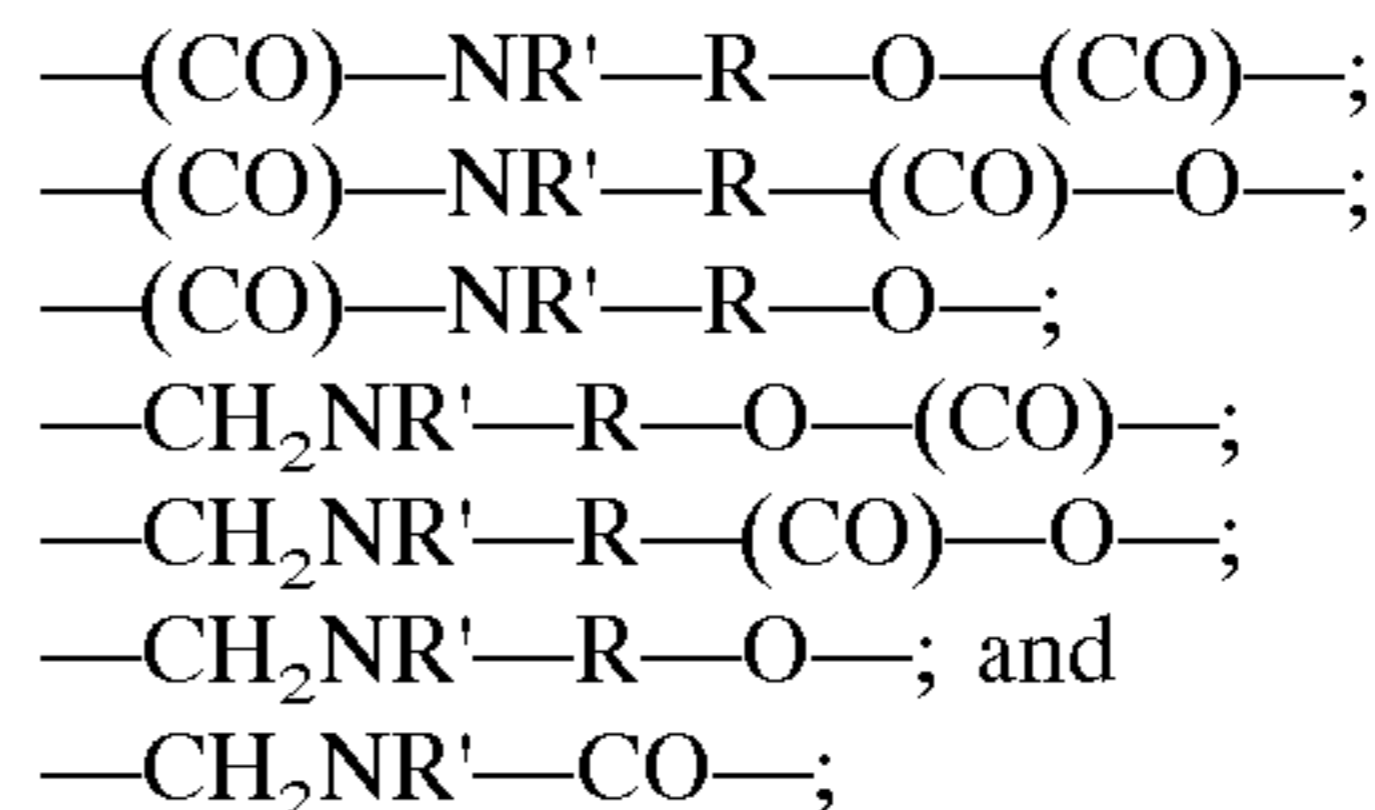 —(CO)—NR'—R—O—(CO)—;
—(CO)—NR'—R—(CO)—O—;
—(CO)—NR'—R—O—;
—CH₂NR'—R—O—(CO)—;
—CH₂NR'—R—(CO)—O—;
—CH₂NR'—R—O—; and
—CH₂NR'—CO—;